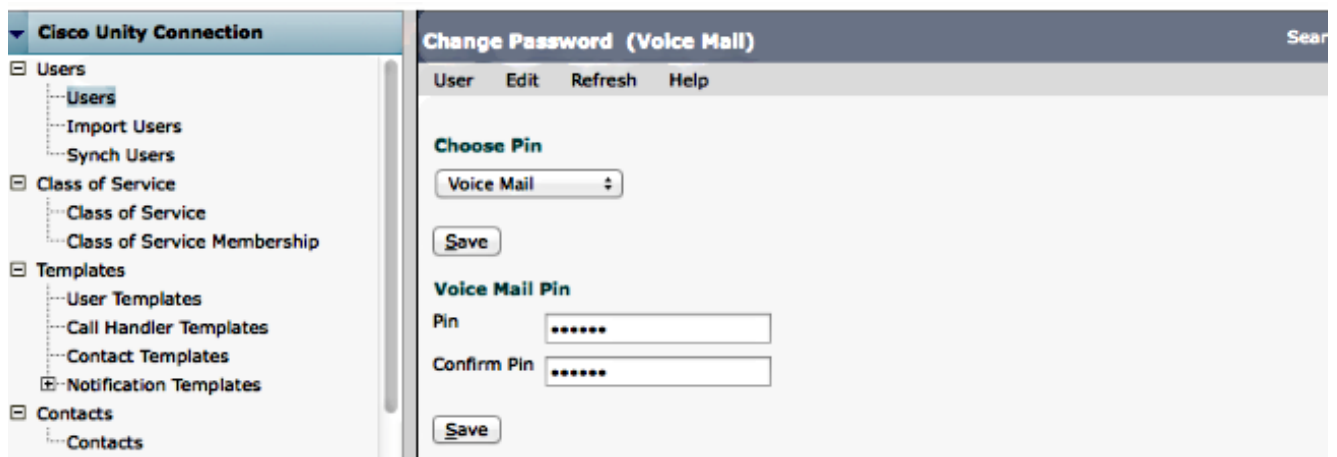 Cisco Unity Connection
Users
Users
Import Users
Synch Users
Class of Service
Class of Service
Class of Service Membership
Templates
User Templates
Call Handler Templates
Contact Templates
Notification Templates
Contacts
Contacts
Change Password (Voice Mail)
Sear
User Edit Refresh Help
Choose Pin
Voice Mail
Save
Voice Mail Pin
Pin ••••••
Confirm Pin ••••••
Save